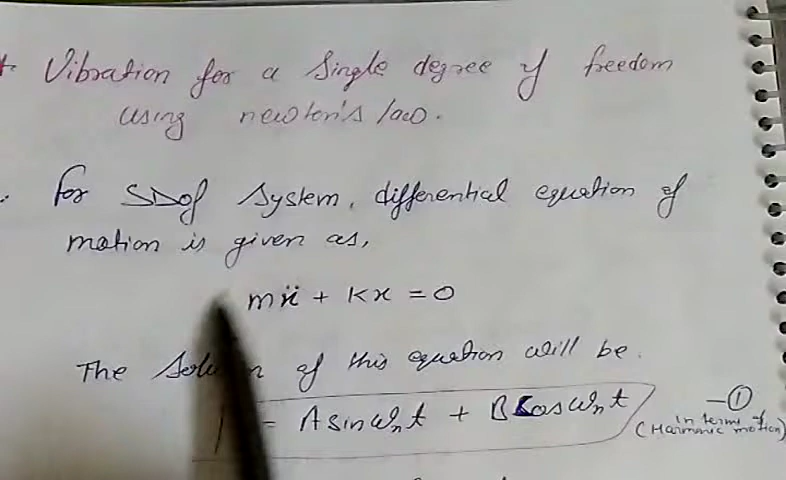 Vibration for a Single degree of freedom
using newton's law.
For SDof System, differential equation of
motion is given as,
mẍ + Kx = 0
The of this equation will be.
= A sin ωₙt + B Cos ωₙt —①
(in terms of
Harmonic motion)